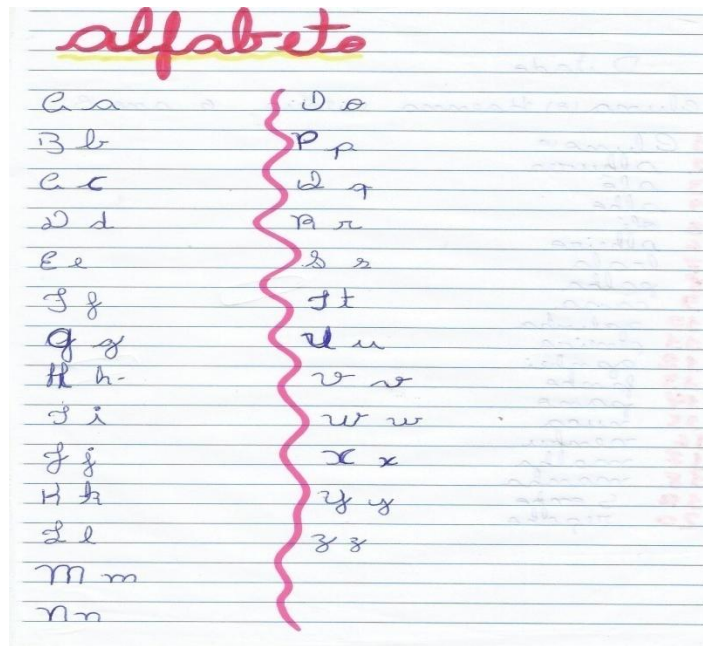 alfabeto
A a
B b
C c
D d
E e
F f
G g
H h
I i
J j
K k
L l
M m
N n
O o
P p
Q q
R r
S s
T t
U u
V v
W w
X x
Y y
Z z